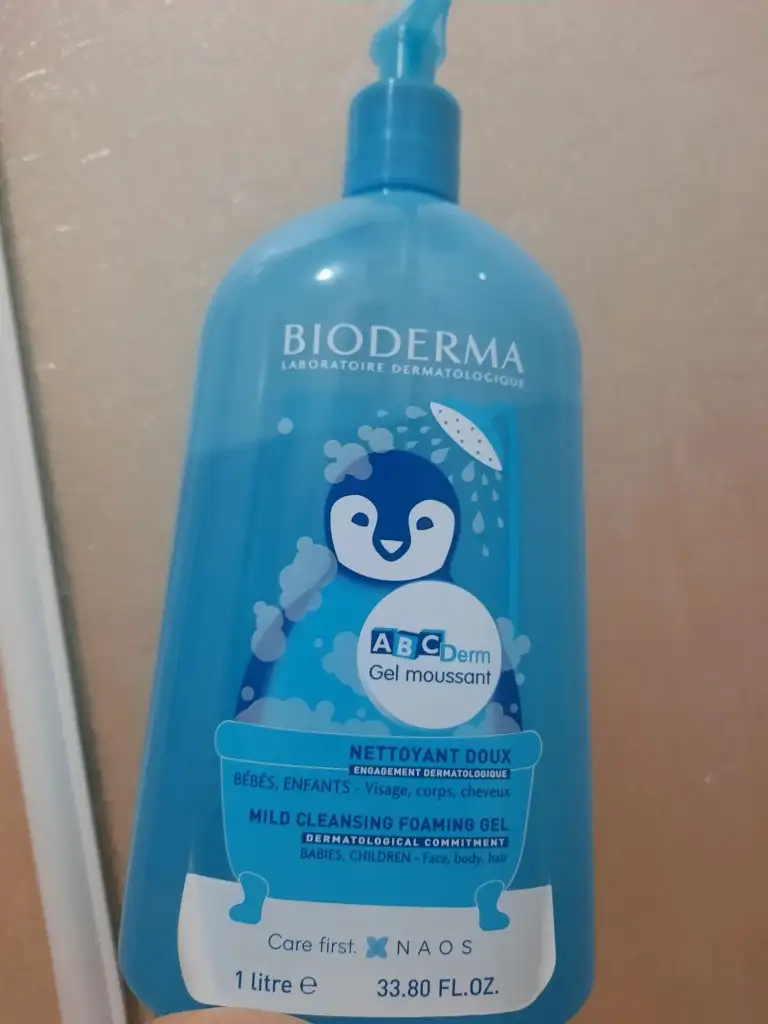 BIODERMA
LABORATOIRE DERMATOLOGIQUE
ABCDerm
Gel moussant
NETTOYANT DOUX
ENGAGEMENT DERMATOLOGIQUE
BÉBÉS, ENFANTS - Visage, corps, cheveux
MILD CLEANSING FOAMING GEL
DERMATOLOGICAL COMMITMENT
BABIES, CHILDREN - Face, body, hair
Care first. NAOS
1 litre ℮ 33.80 FL.OZ.